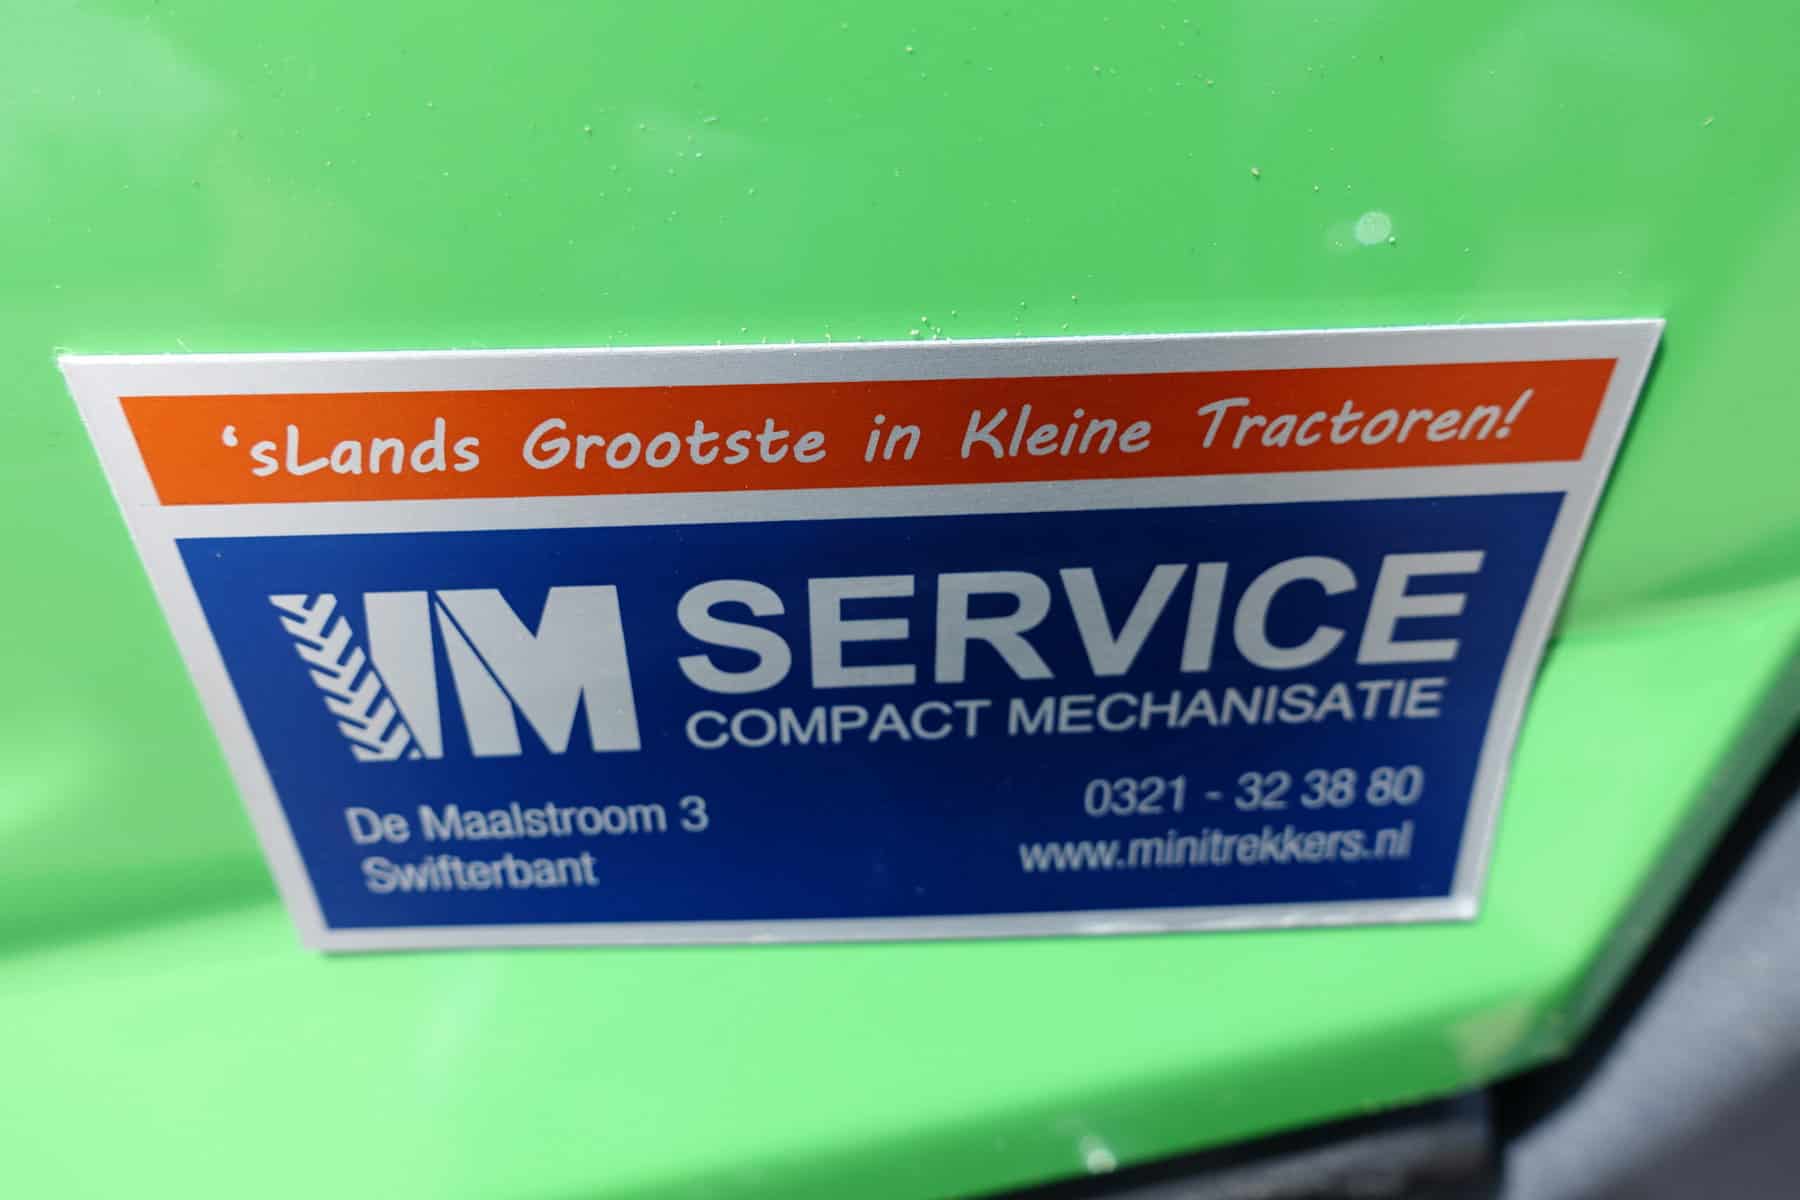 ‘sLands Grootste in Kleine Tractoren!
IM SERVICE
COMPACT MECHANISATIE
De Maalstroom 3
Swifterbant
0321 - 32 38 80
www.minitrekkers.nl